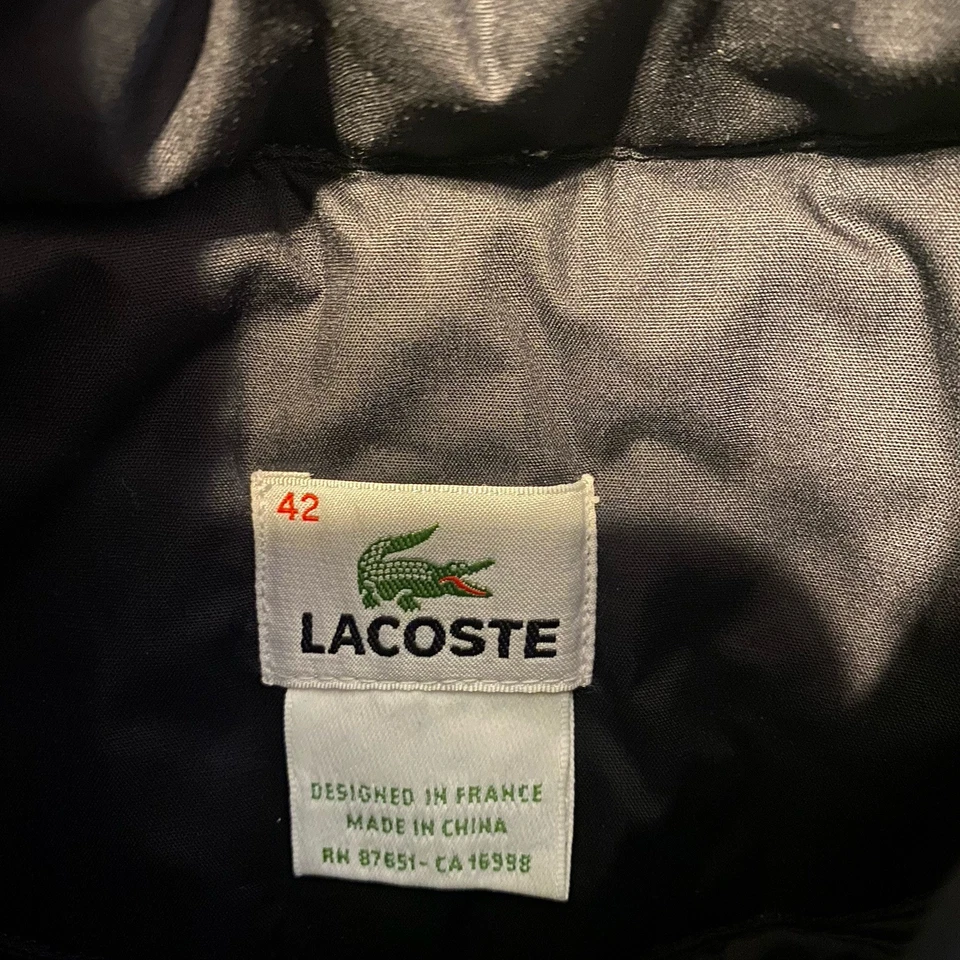 42
LACOSTE
DESIGNED IN FRANCE
MADE IN CHINA
RN 87651 - CA 16998